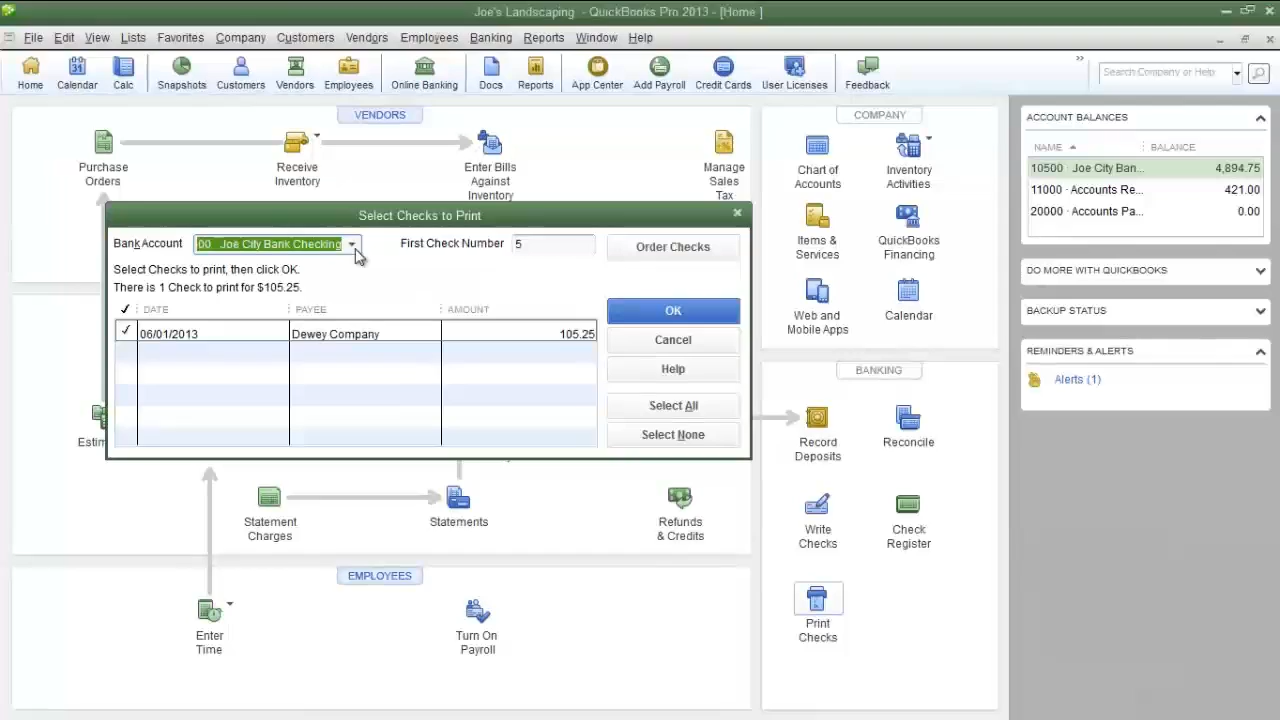 Joe's Landscaping - QuickBooks Pro 2013 - [Home ]
File Edit View Lists Favorites Company Customers Vendors Employees Banking Reports Window Help
Home Calendar Calc Snapshots Customers Vendors Employees Online Banking Docs Reports App Center Add Payroll Credit Cards User Licenses Feedback
Search Company or Help
VENDORS
Purchase
Orders
Receive
Inventory
Enter Bills
Against
Inventory
Manage
Sales
Tax
Select Checks to Print
Bank Account 00 · Joe City Bank Checking First Check Number 5 Order Checks
Select Checks to print, then click OK.
There is 1 Check to print for $105.25.
✓ DATE PAYEE AMOUNT
✓ 06/01/2013 Dewey Company 105.25
OK
Cancel
Help
Select All
Select None
Estim
Statement
Charges
Statements
Refunds
& Credits
EMPLOYEES
Enter
Time
Turn On
Payroll
COMPANY
Chart of
Accounts
Inventory
Activities
Items &
Services
QuickBooks
Financing
Web and
Mobile Apps
Calendar
BANKING
Record
Deposits
Reconcile
Write
Checks
Check
Register
Print
Checks
ACCOUNT BALANCES
NAME BALANCE
10500 · Joe City Ban... 4,894.75
11000 · Accounts Re... 421.00
20000 · Accounts Pa... 0.00
DO MORE WITH QUICKBOOKS
BACKUP STATUS
REMINDERS & ALERTS
Alerts (1)